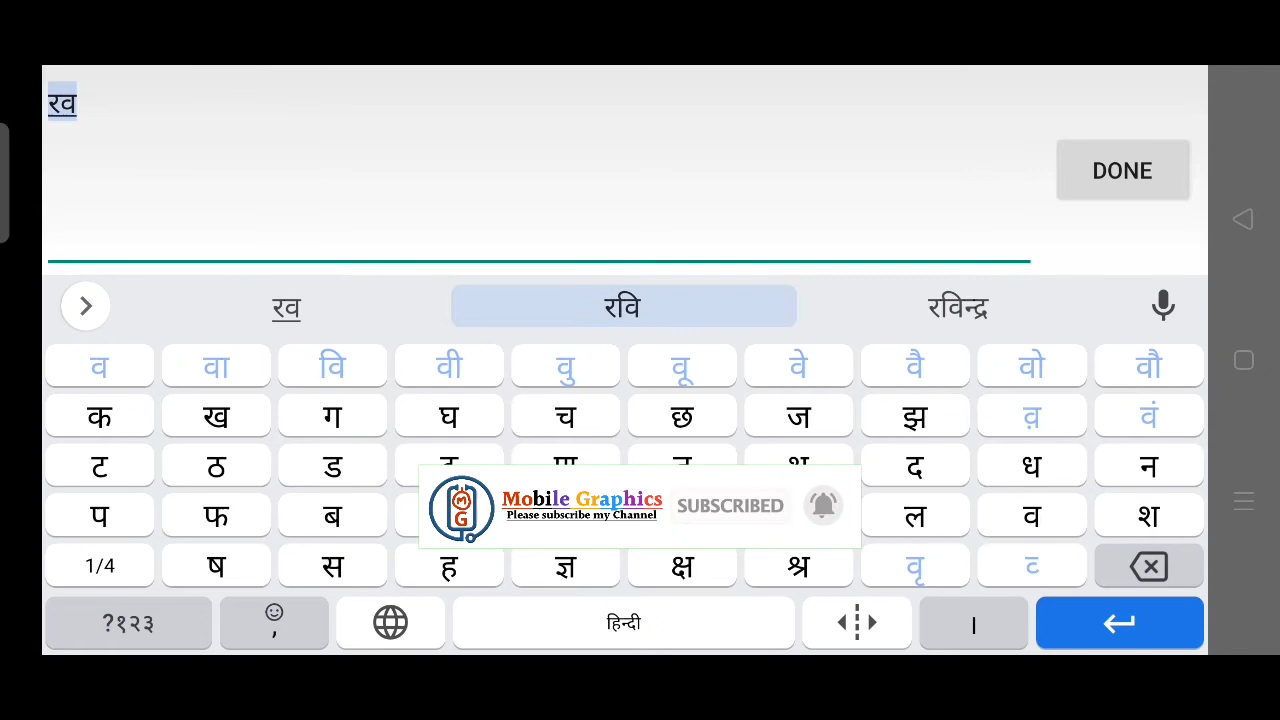 रव
DONE
रव रवि रविन्द्र
व वा वि वी वु वू वे वै वो वौ
क ख ग घ च छ ज झ व़ वं
ट ठ ड ढ ण त थ द ध न
Mobile Graphics SUBSCRIBED
Please subscribe my Channel
प फ ब ल व श
1/4 ष स ह ज्ञ क्ष श्र वृ व्
?१२३ , हिन्दी ।